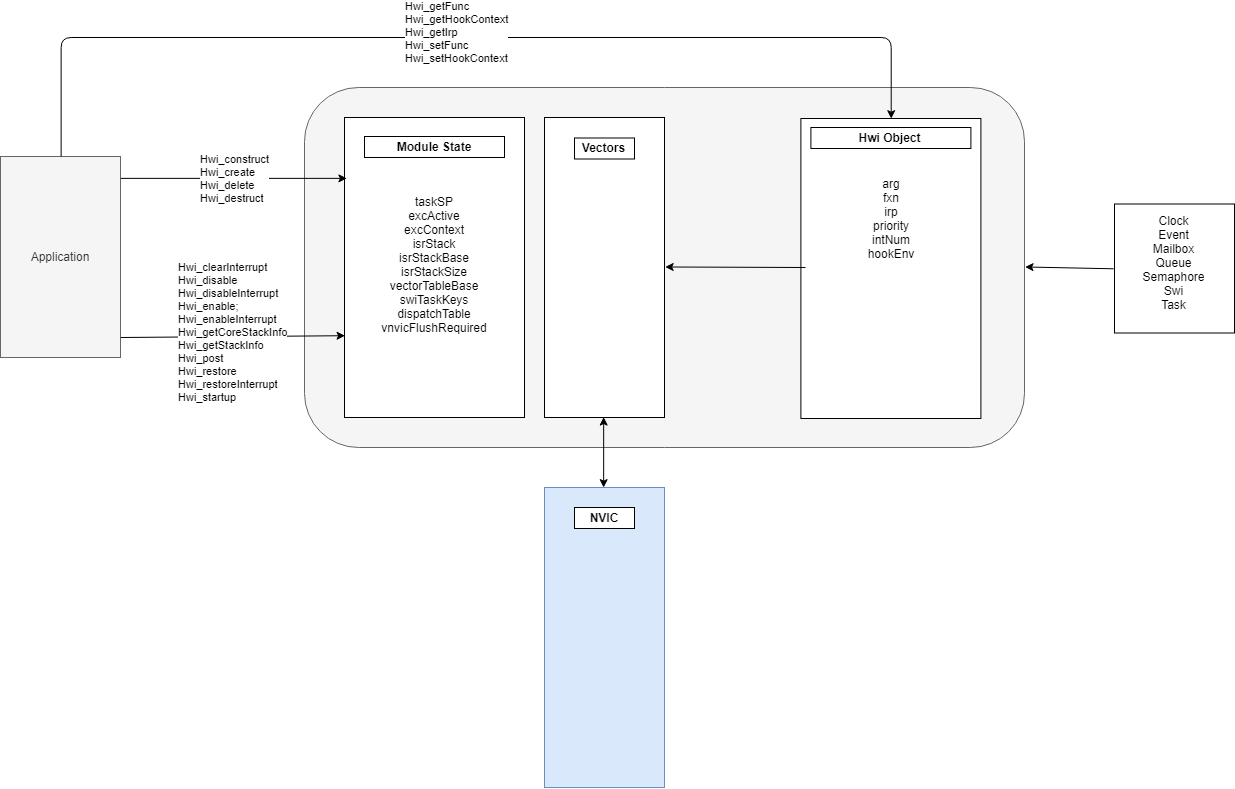 Hwi_getFunc
Hwi_getHookContext
Hwi_getIrp
Hwi_setFunc
Hwi_setHookContext
Application
Hwi_construct
Hwi_create
Hwi_delete
Hwi_destruct
Hwi_clearInterrupt
Hwi_disable
Hwi_disableInterrupt
Hwi_enable;
Hwi_enableInterrupt
Hwi_getCoreStackInfo
Hwi_getStackInfo
Hwi_post
Hwi_restore
Hwi_restoreInterrupt
Hwi_startup
Module State
taskSP
excActive
excContext
isrStack
isrStackBase
isrStackSize
vectorTableBase
swiTaskKeys
dispatchTable
vnvicFlushRequired
Vectors
Hwi Object
arg
fxn
irp
priority
intNum
hookEnv
Clock
Event
Mailbox
Queue
Semaphore
Swi
Task
NVIC